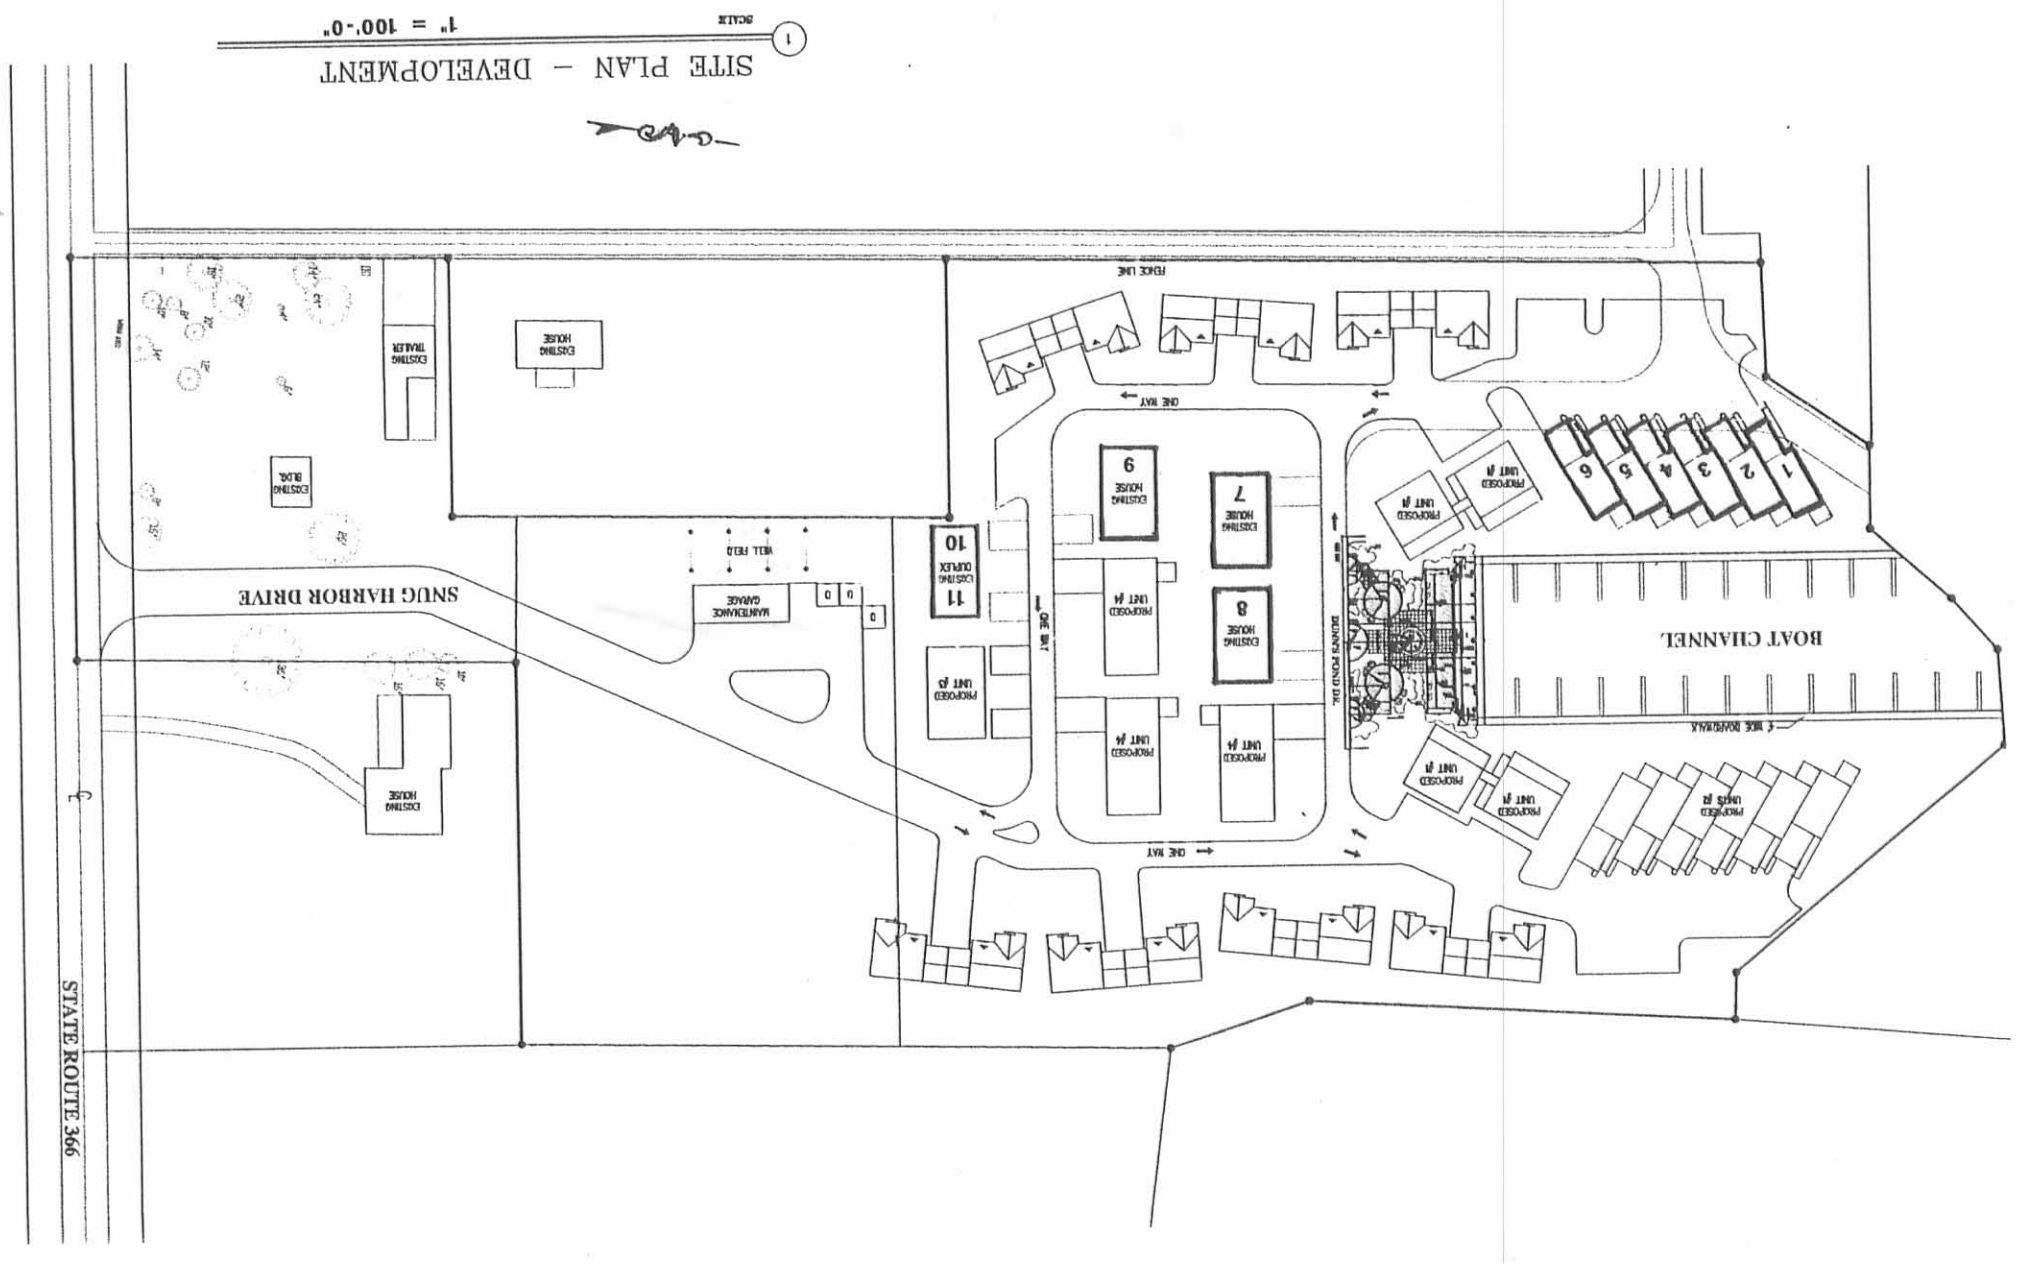 SITE PLAN - DEVELOPMENT
1
SCALE
1" = 100'-0"
STATE ROUTE 366
SNUG HARBOR DRIVE
BOAT CHANNEL
DUNN'S POND DR.
FENCE LINE
ONE WAY
ONE WAY
ONE WAY
WELL FIELD
MAINTENANCE
GARAGE
EXISTING
TRAILER
EXISTING
BLDG.
EXISTING
HOUSE
EXISTING
HOUSE
EXISTING
HOUSE
7
EXISTING
HOUSE
8
EXISTING
HOUSE
9
EXISTING
DUPLEX
10
11
PROPOSED
UNIT #3
PROPOSED
UNIT #4
PROPOSED
UNIT #4
PROPOSED
UNIT #4
PROPOSED
UNIT #1
PROPOSED
UNIT #1
PROPOSED
UNIT #1
PROPOSED
UNIT #1
PROPOSED
UNITS #2
1
2
3
4
5
6
WIDE BOARDWALK